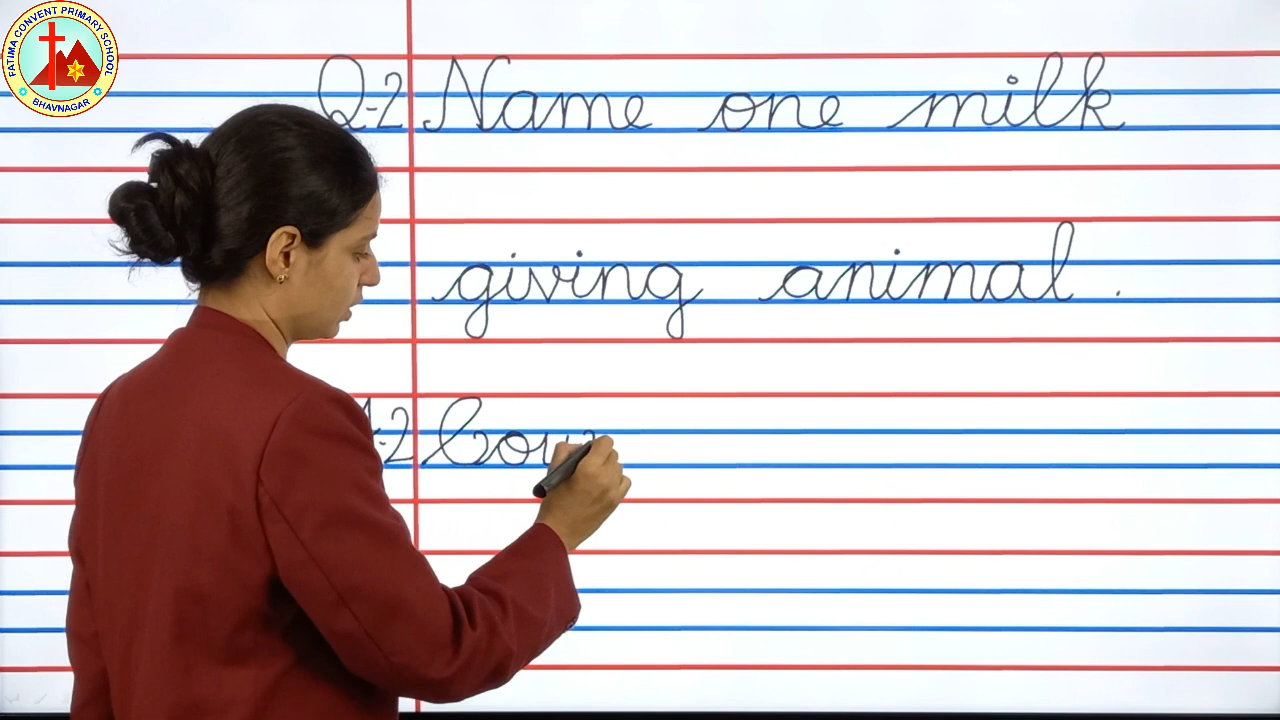 FATIMA CONVENT PRIMARY SCHOOL
BHAVNAGAR
Q-2 Name one milk
giving animal .
-2 Cow